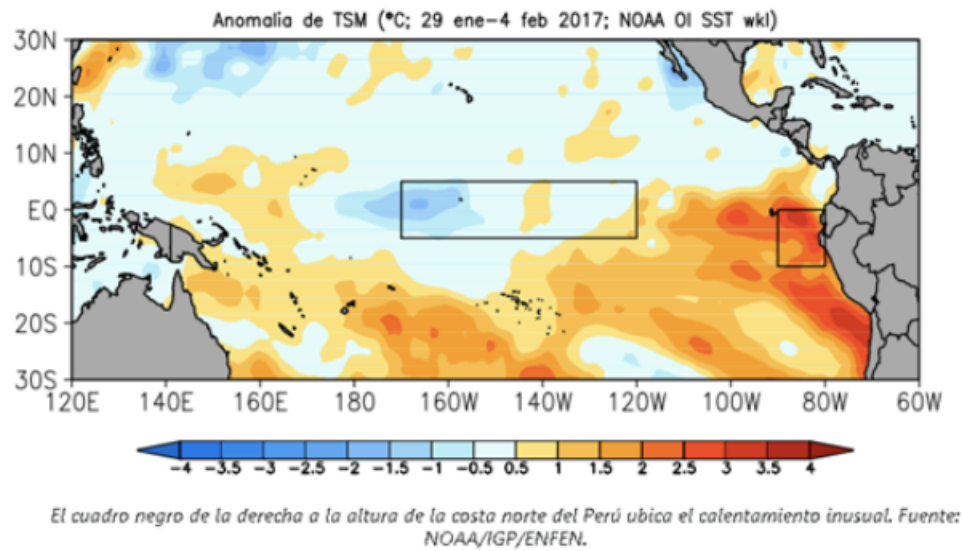 Anomalía de TSM (°C; 29 ene-4 feb 2017; NOAA OI SST wkl)
30N
20N
10N
EQ
10S
20S
30S
120E 140E 160E 180 160W 140W 120W 100W 80W 60W
-4 -3.5 -3 -2.5 -2 -1.5 -1 -0.5 0.5 1 1.5 2 2.5 3 3.5 4
El cuadro negro de la derecha a la altura de la costa norte del Perú ubica el calentamiento inusual. Fuente:
NOAA/IGP/ENFEN.